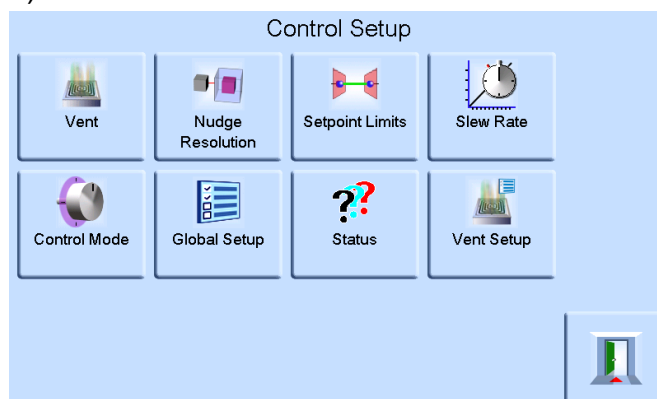 Control Setup
Vent
Nudge
Resolution
Setpoint Limits
Slew Rate
Control Mode
Global Setup
Status
Vent Setup